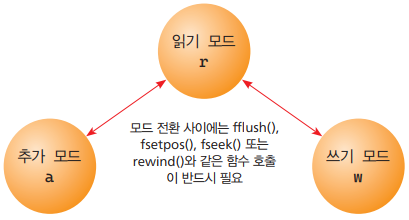 읽기 모드
r
모드 전환 사이에는 fflush(),
fsetpos(), fseek() 또는
rewind()와 같은 함수 호출
이 반드시 필요
추가 모드
a
쓰기 모드
w